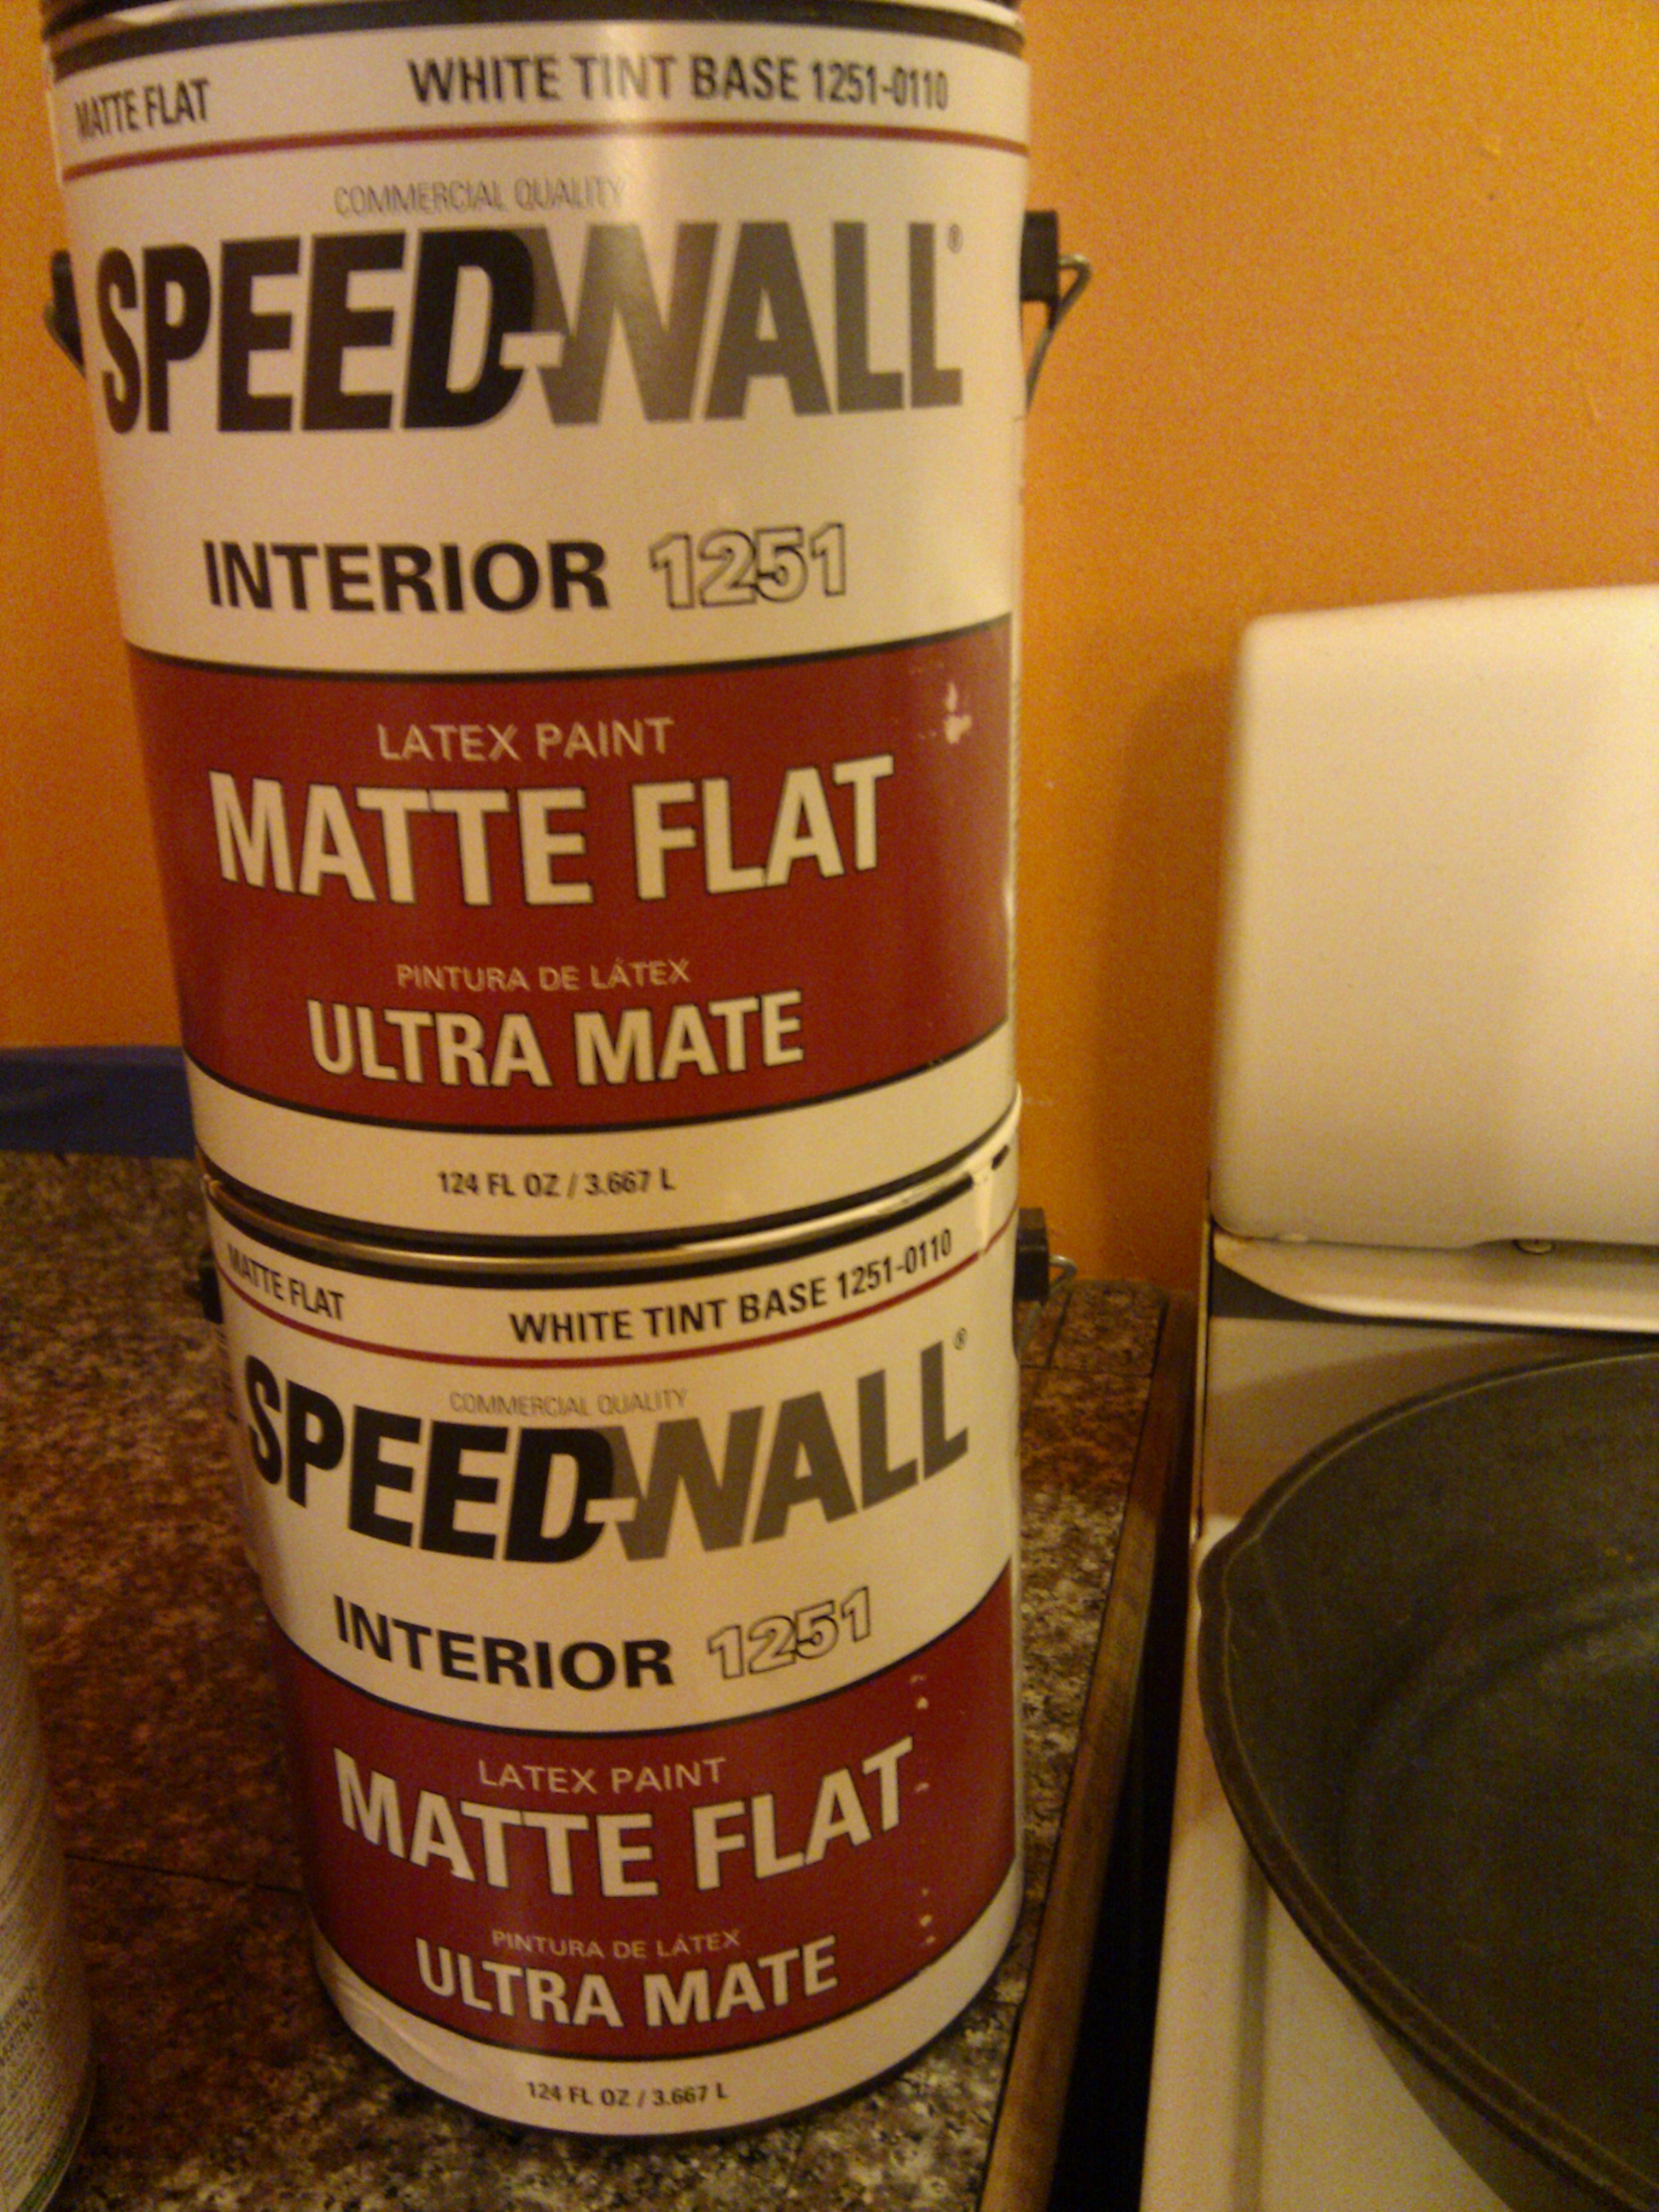 MATTE FLAT WHITE TINT BASE 1251-0110
COMMERCIAL QUALITY
SPEED-WALL®
INTERIOR 1251
LATEX PAINT
MATTE FLAT
PINTURA DE LÁTEX
ULTRA MATE
124 FL OZ / 3.667 L
MATTE FLAT WHITE TINT BASE 1251-0110
COMMERCIAL QUALITY
SPEED-WALL®
INTERIOR 1251
LATEX PAINT
MATTE FLAT
PINTURA DE LÁTEX
ULTRA MATE
124 FL OZ / 3.667 L